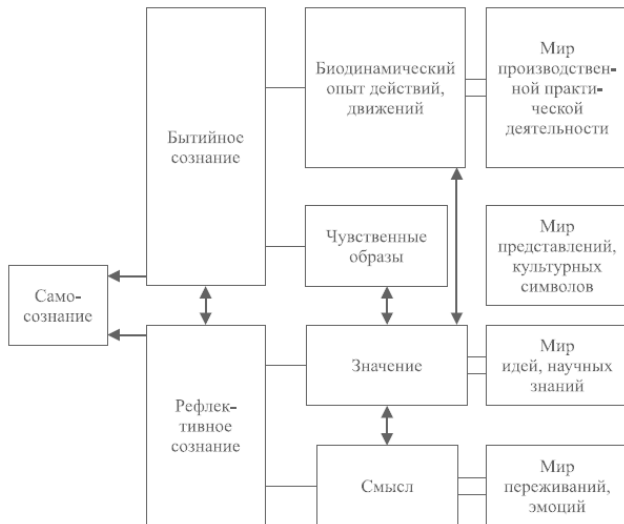 Бытийное
сознание
Биодинамический
опыт действий,
движений
Мир
производствен-
ной практи-
ческой
деятельности
Чувственные
образы
Мир
представлений,
культурных
символов
Само-
сознание
Рефлек-
тивное
сознание
Значение
Мир
идей, научных
знаний
Смысл
Мир
переживаний,
эмоций